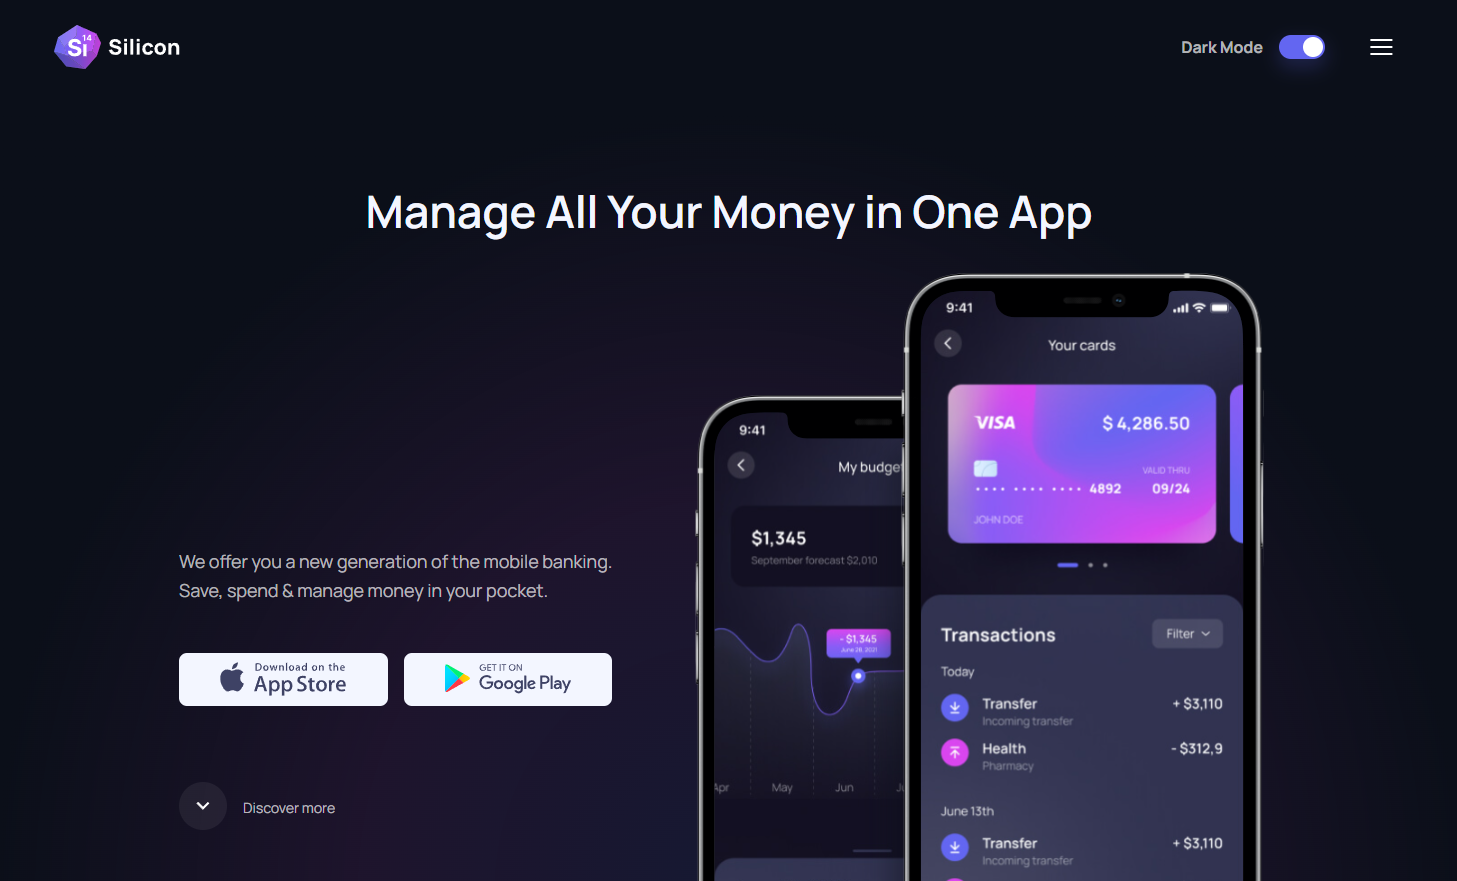 Si 14 Silicon
Dark Mode
Manage All Your Money in One App
We offer you a new generation of the mobile banking.
Save, spend & manage money in your pocket.
Download on the
App Store
GET IT ON
Google Play
Discover more
9:41
My budge
$1,345
September forecast $2,010
- $1,345
June 28, 2021
Apr May Jun
9:41
Your cards
VISA $ 4,286.50
VALID THRU
•••• •••• •••• 4892 09/24
JOHN DOE
Transactions Filter
Today
Transfer + $3,110
Incoming transfer
Health - $312,9
Pharmacy
June 13th
Transfer + $3,110
Incoming transfer